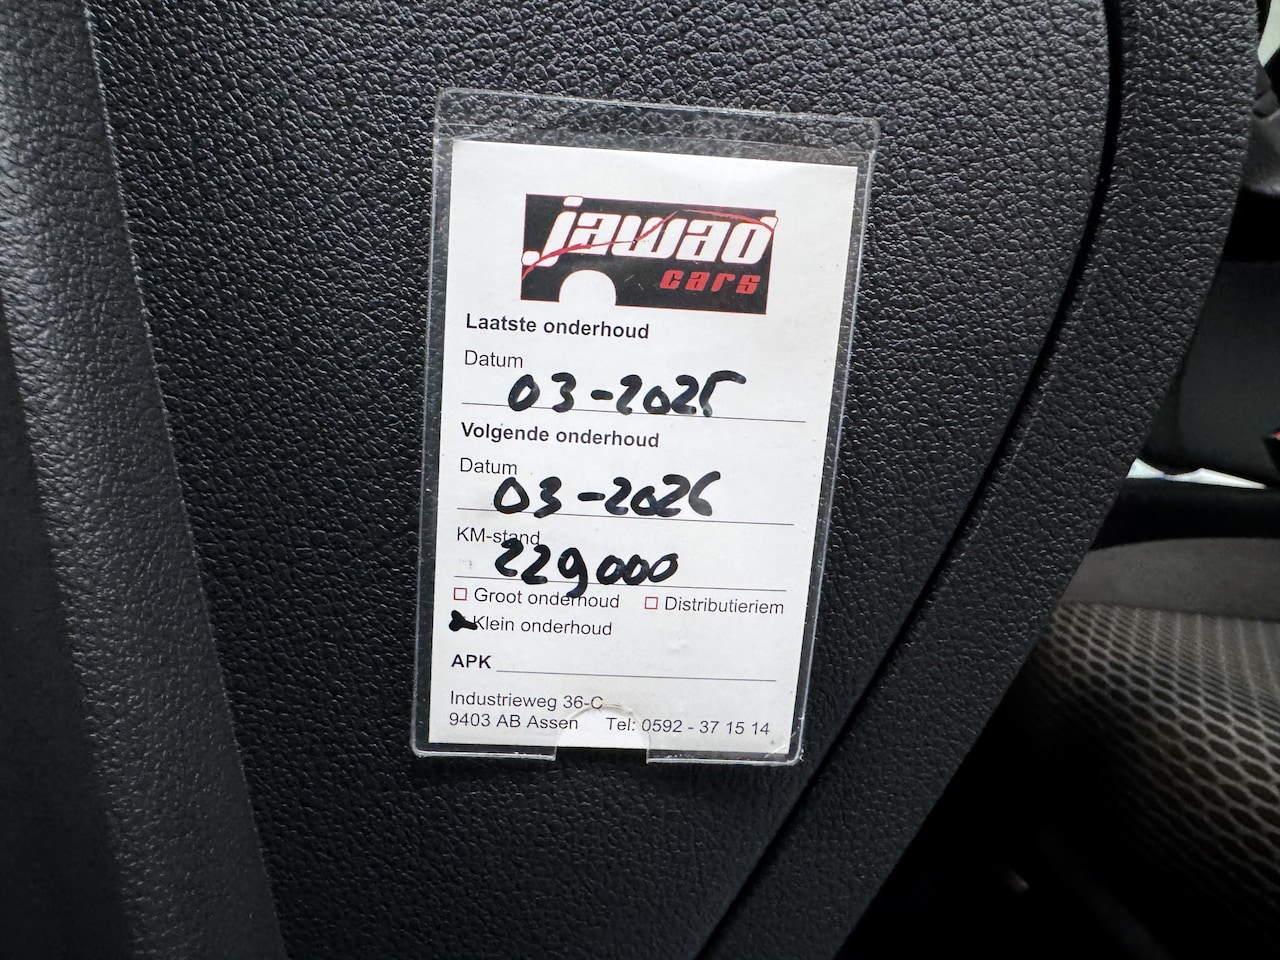 jawad
cars
Laatste onderhoud
Datum
03-2025
Volgende onderhoud
Datum
03-2026
KM-stand
229000
Groot onderhoud Distributieriem
Klein onderhoud
APK
Industrieweg 36-C
9403 AB Assen Tel: 0592 - 37 15 14